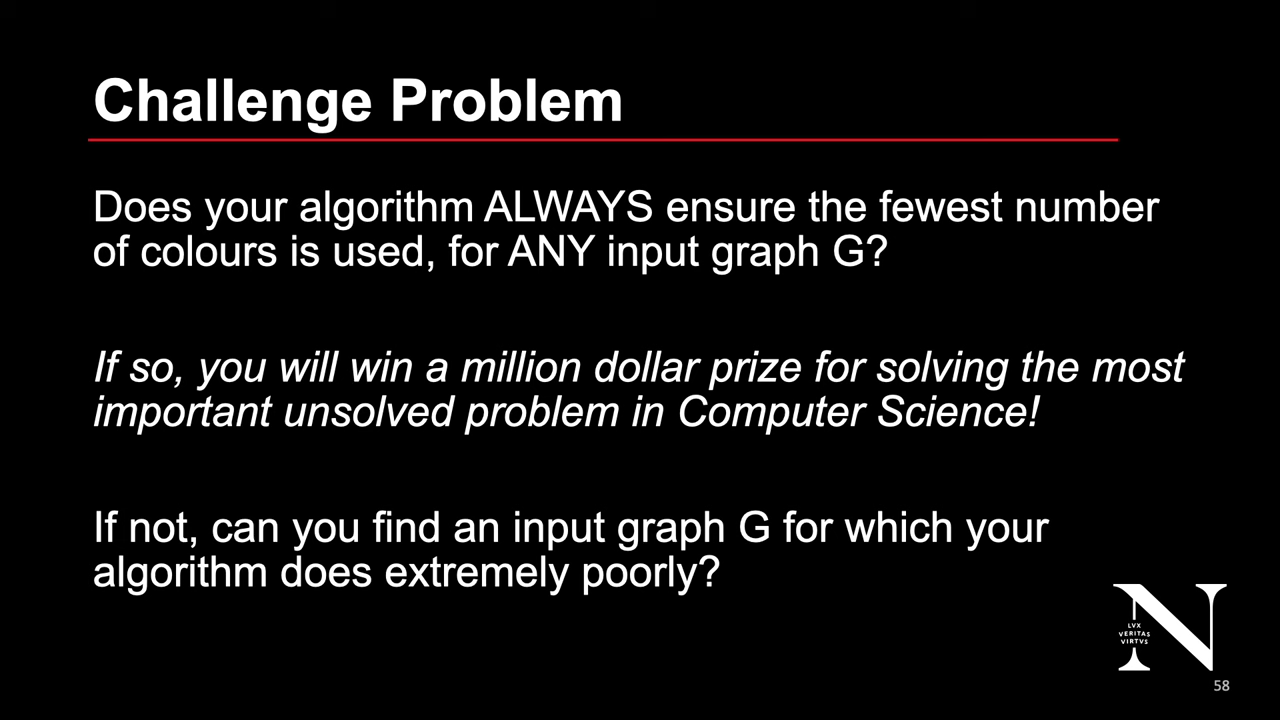 Challenge Problem
Does your algorithm ALWAYS ensure the fewest number
of colours is used, for ANY input graph G?
If so, you will win a million dollar prize for solving the most
important unsolved problem in Computer Science!
If not, can you find an input graph G for which your
algorithm does extremely poorly?
N
LVX
VERITAS
VIRTVS
58